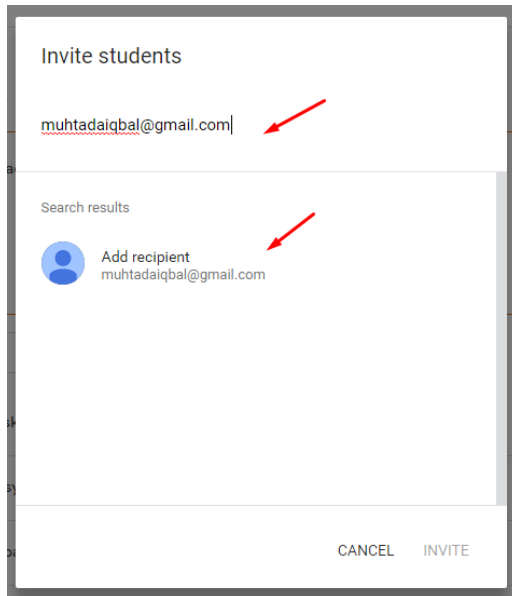 Invite students
muhtadaiqbal@gmail.com
Search results
Add recipient
muhtadaiqbal@gmail.com
CANCEL INVITE